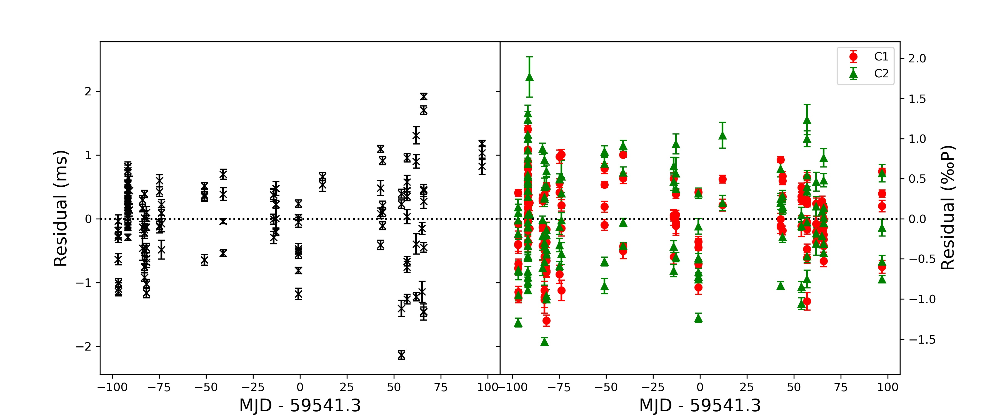 C1
C2
2
1
0
−1
−2
Residual (ms)
2.0
1.5
1.0
0.5
0.0
−0.5
−1.0
−1.5
Residual (‰P)
−100 −75 −50 −25 0 25 50 75 100
−100 −75 −50 −25 0 25 50 75 100
MJD - 59541.3
MJD - 59541.3